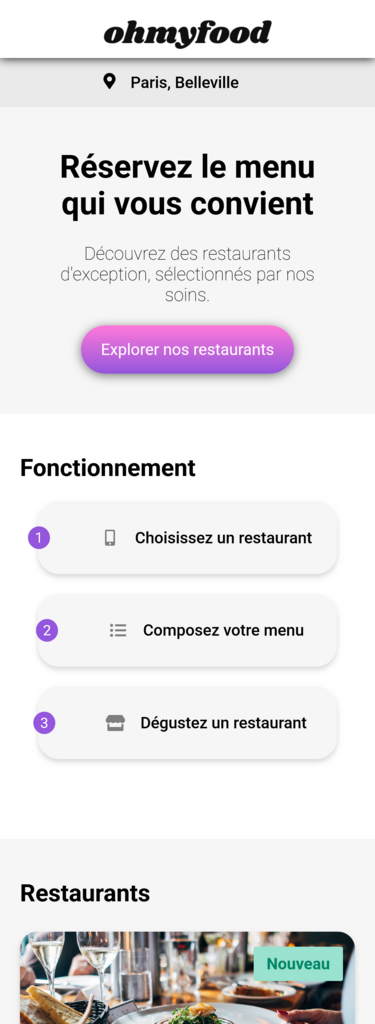 ohmyfood
Paris, Belleville
Réservez le menu
qui vous convient
Découvrez des restaurants
d'exception, sélectionnés par nos
soins.
Explorer nos restaurants
Fonctionnement
1 Choisissez un restaurant
2 Composez votre menu
3 Dégustez un restaurant
Restaurants
Nouveau